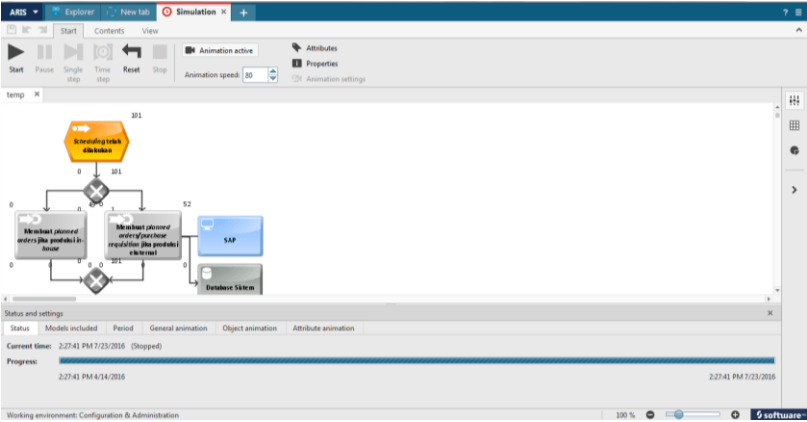 ARIS Explorer New tab Simulation × + ?
Start Contents View
Start Pause Single step Time step Reset Stop
Animation active
Animation speed: 80
Attributes
Properties
Animation settings
temp ×
101
Scheduling telah
dilakukan
0 101
0 0 1 52
Membuat planned
orders jika produksi in-
house
Membuat planned
orders/purchase
requisition jika produksi
eksternal
SAP
0 0 0 101 0 0
Database Sistem
Status and settings ×
Status Models included Period General animation Object animation Attribute animation
Current time: 2:27:41 PM 7/23/2016 (Stopped)
Progress:
2:27:41 PM 4/14/2016 2:27:41 PM 7/23/2016
Working environment: Configuration & Administration 100 % software